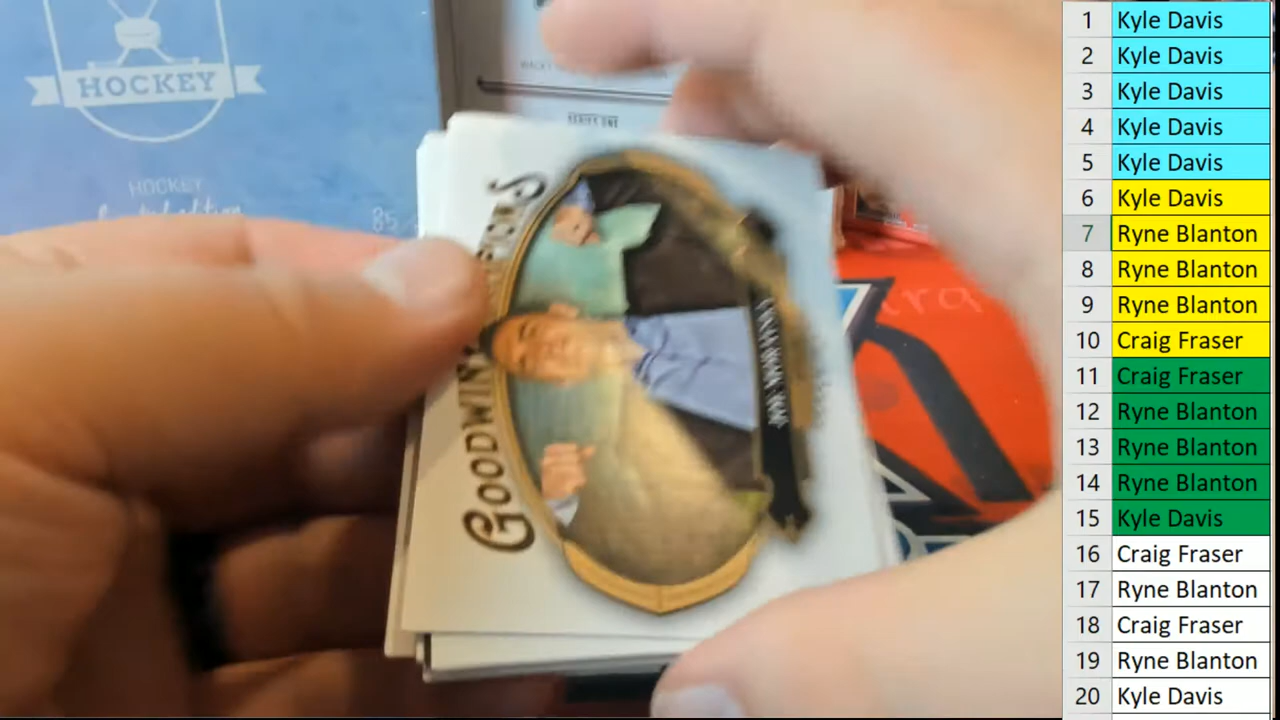 HOCKEY
HOCKEY
SERIES ONE
GOODWIN
1 Kyle Davis
2 Kyle Davis
3 Kyle Davis
4 Kyle Davis
5 Kyle Davis
6 Kyle Davis
7 Ryne Blanton
8 Ryne Blanton
9 Ryne Blanton
10 Craig Fraser
11 Craig Fraser
12 Ryne Blanton
13 Ryne Blanton
14 Ryne Blanton
15 Kyle Davis
16 Craig Fraser
17 Ryne Blanton
18 Craig Fraser
19 Ryne Blanton
20 Kyle Davis